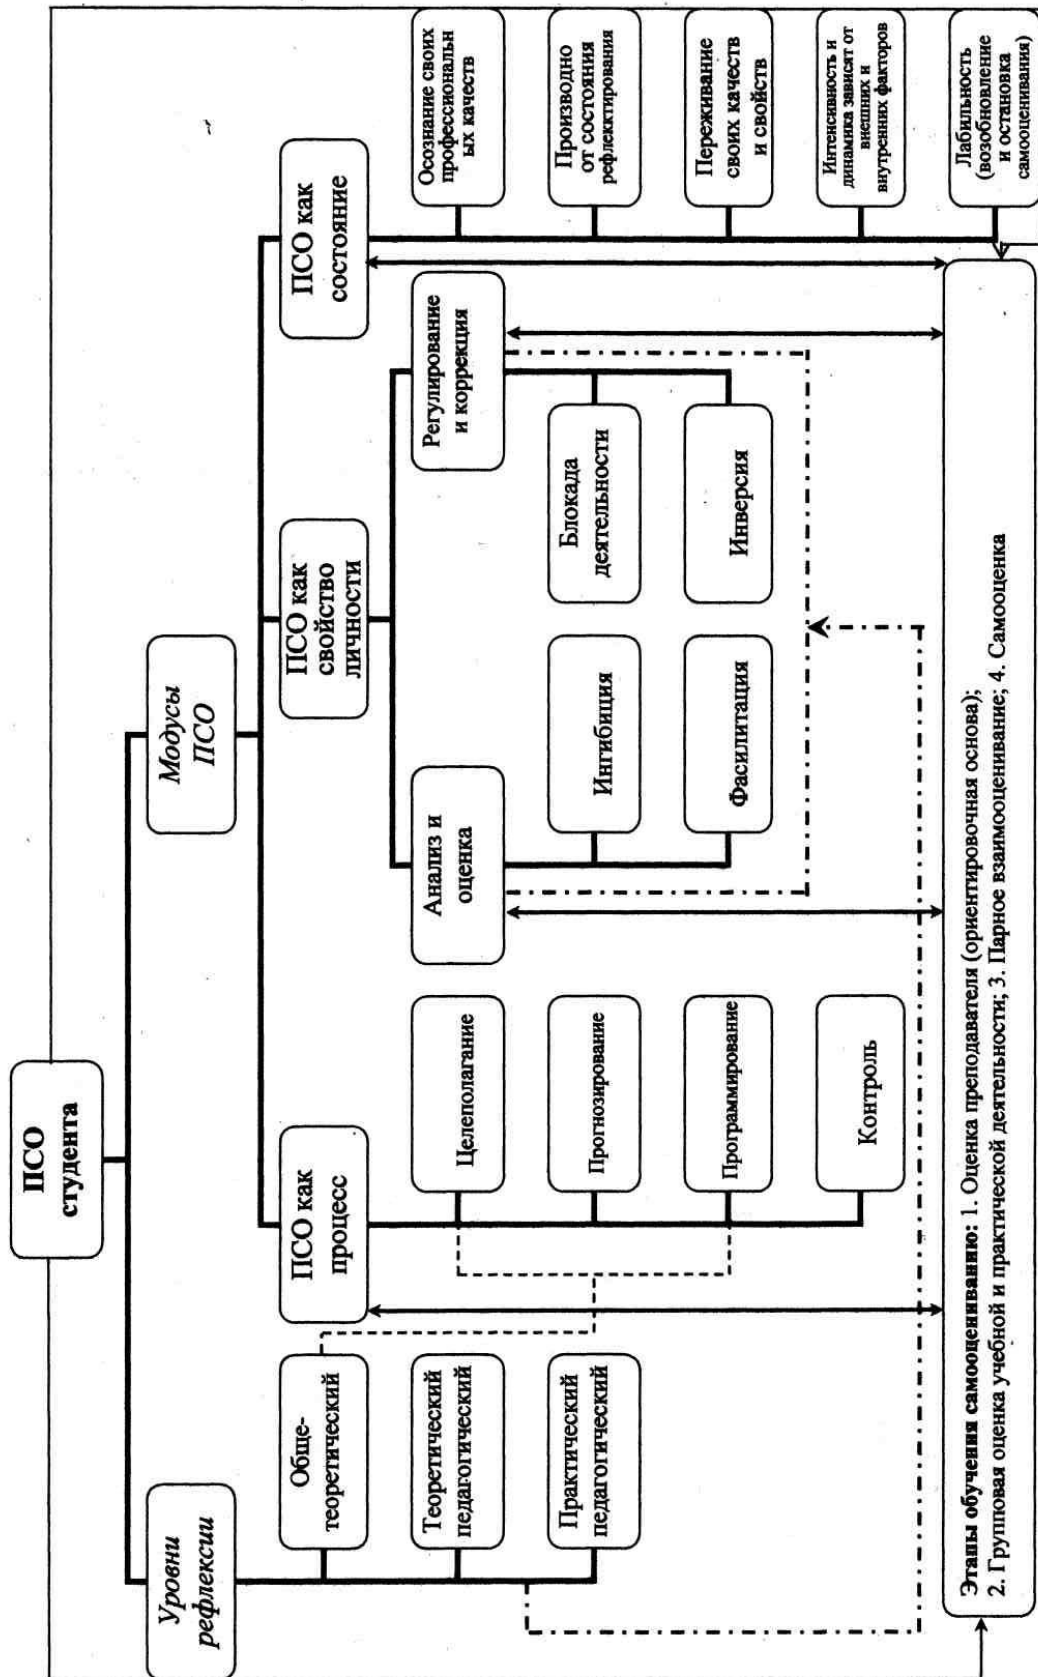 ПСО
студента
Уровни
рефлексии
Модусы
ПСО
Обще-
теоретический
Теоретический
педагогический
Практический
педагогический
ПСО как
процесс
Целеполагание
Прогнозирование
Программирование
Контроль
ПСО как
свойство
личности
Анализ и
оценка
Ингибиция
Фасилитация
Регулирование
и коррекция
Блокада
деятельности
Инверсия
ПСО как
состояние
Осознание своих
профессиональн
ых качеств
Производно
от состояния
рефлекктирования
Переживание
своих качеств
и свойств
Интенсивность и
динамика зависят от
внешних и
внутренних факторов
Лабильность
(возобновление
и остановка
самооценивания)
Этапы обучения самооцениванию: 1. Оценка преподавателя (ориентировочная основа);
2. Групповая оценка учебной и практической деятельности; 3. Парное взаимооценивание; 4. Самооценка